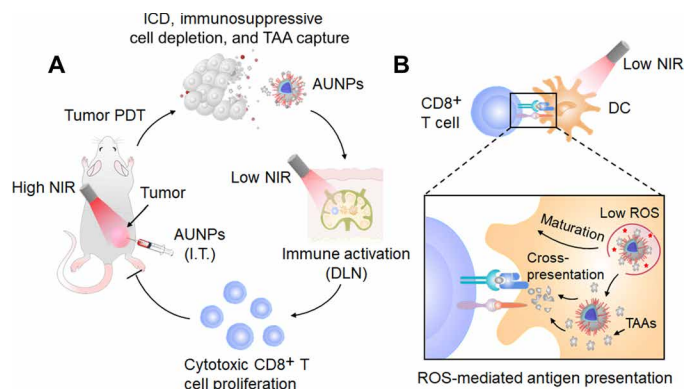 ICD, immunosuppressive
cell depletion, and TAA capture
A
AUNPs
Tumor PDT
High NIR
Tumor
AUNPs
(I.T.)
Low NIR
Immune activation
(DLN)
Cytotoxic CD8+ T
cell proliferation
B
Low NIR
CD8+
T cell
DC
Low ROS
Maturation
Cross-
presentation
TAAs
ROS-mediated antigen presentation